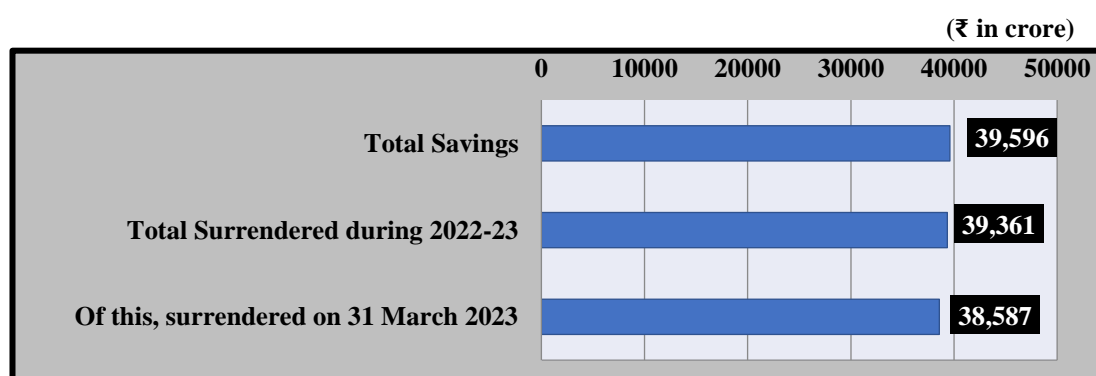 (₹ in crore)
0 10000 20000 30000 40000 50000
Total Savings 39,596
Total Surrendered during 2022-23 39,361
Of this, surrendered on 31 March 2023 38,587